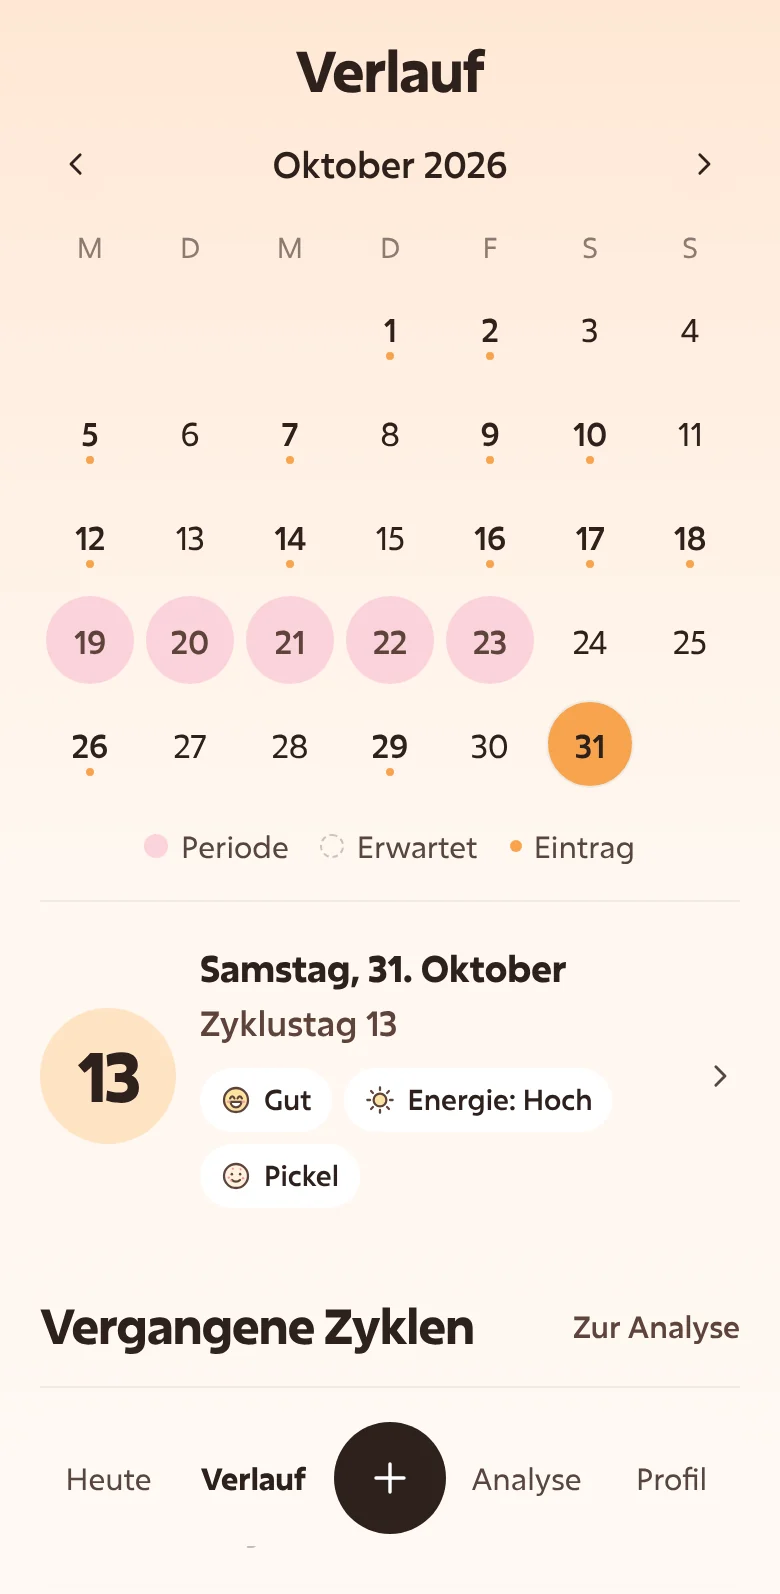 Verlauf
Oktober 2026
M D M D F S S
1 2 3 4
5 6 7 8 9 10 11
12 13 14 15 16 17 18
19 20 21 22 23 24 25
26 27 28 29 30 31
Periode Erwartet Eintrag
Samstag, 31. Oktober
Zyklustag 13
13
Gut Energie: Hoch
Pickel
Vergangene Zyklen Zur Analyse
Heute Verlauf + Analyse Profil